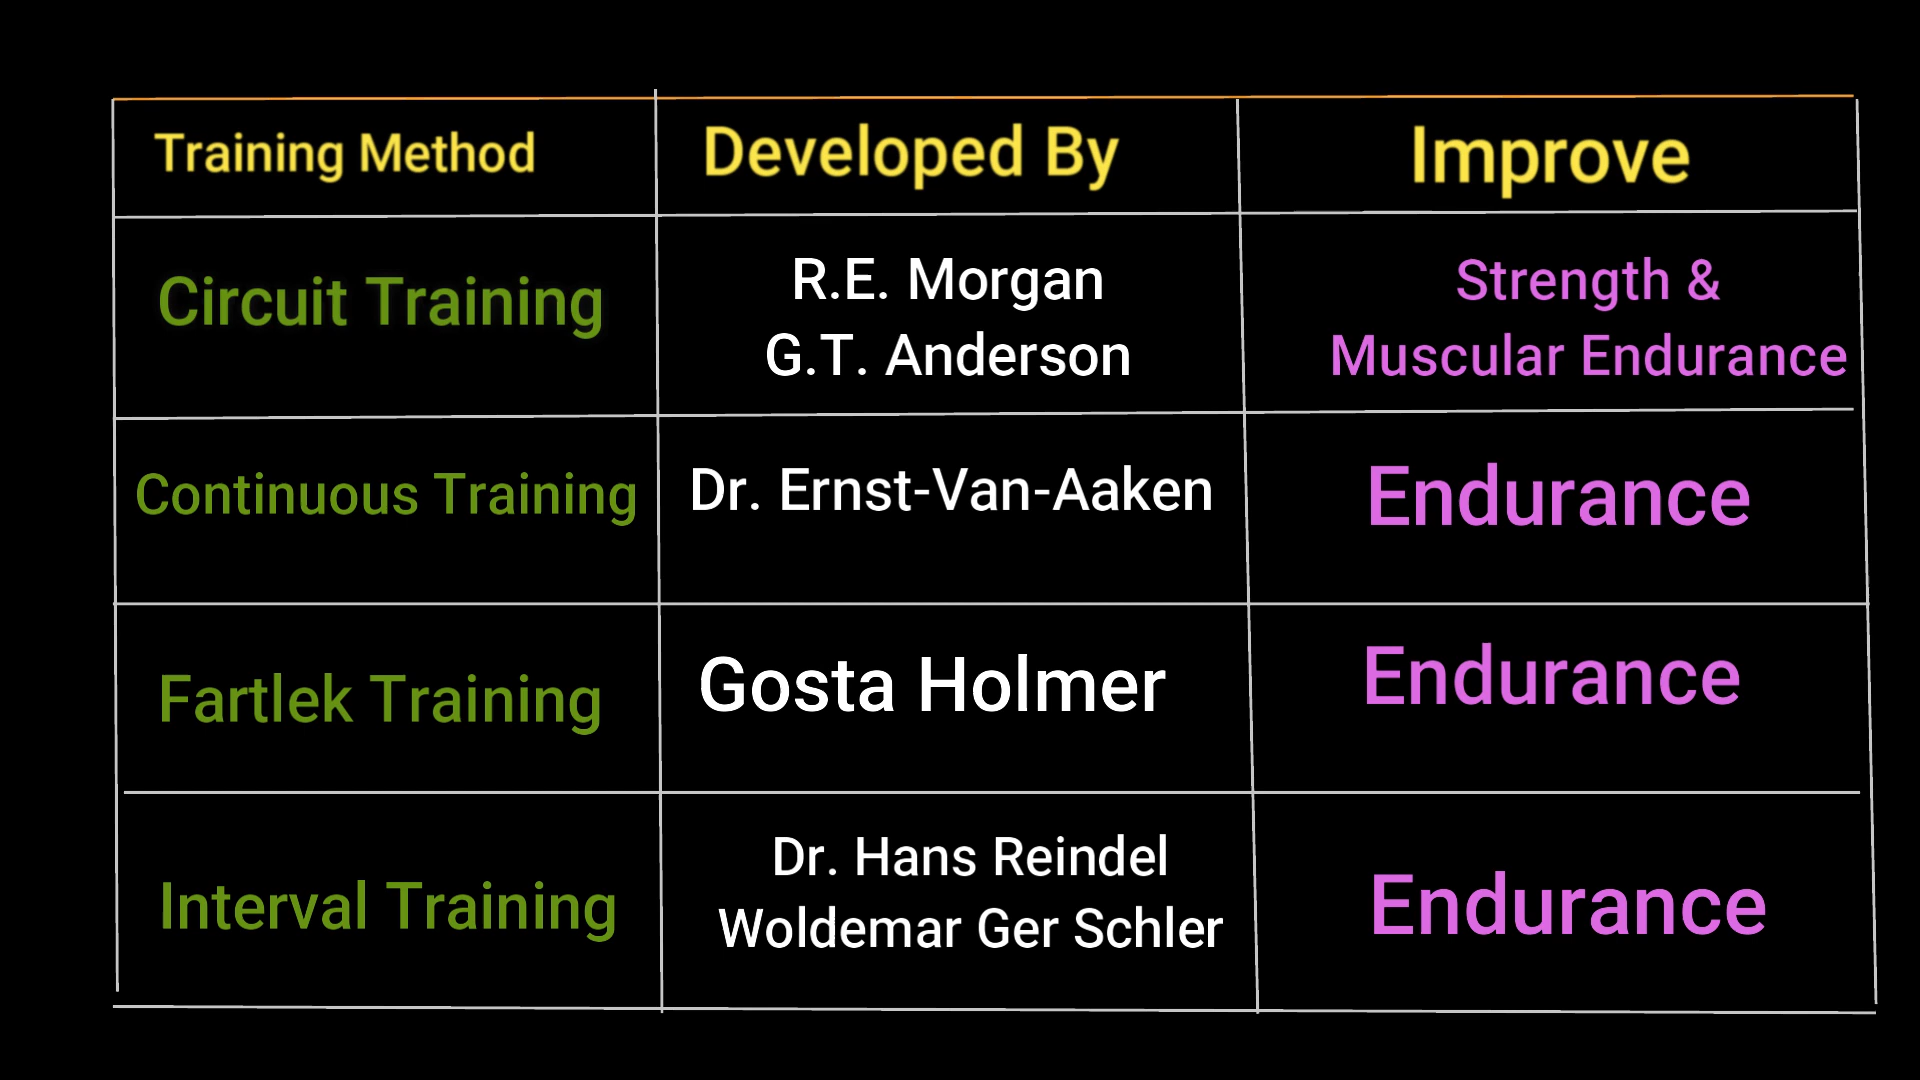 Training Method
Developed By
Improve
Circuit Training
R.E. Morgan
G.T. Anderson
Strength &
Muscular Endurance
Continuous Training
Dr. Ernst-Van-Aaken
Endurance
Fartlek Training
Gosta Holmer
Endurance
Interval Training
Dr. Hans Reindel
Woldemar Ger Schler
Endurance